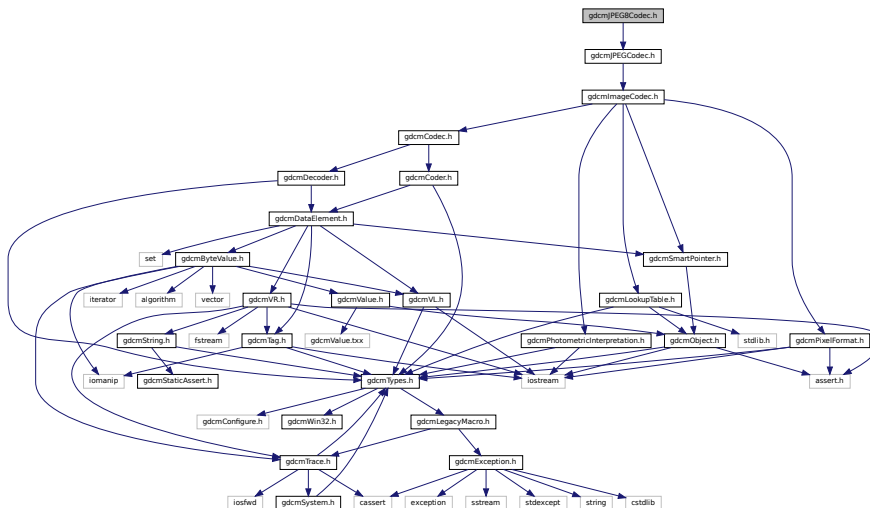 gdcmJPEG8Codec.h
gdcmJPEGCodec.h
gdcmImageCodec.h
gdcmCodec.h
gdcmDecoder.h
gdcmCoder.h
gdcmDataElement.h
set
gdcmByteValue.h
gdcmSmartPointer.h
iterator
algorithm
vector
gdcmVR.h
gdcmValue.h
gdcmVL.h
gdcmLookupTable.h
gdcmString.h
fstream
gdcmTag.h
gdcmValue.txx
gdcmPhotometricInterpretation.h
gdcmObject.h
stdlib.h
gdcmPixelFormat.h
iomanip
gdcmStaticAssert.h
gdcmTypes.h
iostream
assert.h
gdcmConfigure.h
gdcmWin32.h
gdcmLegacyMacro.h
gdcmTrace.h
gdcmException.h
iosfwd
gdcmSystem.h
cassert
exception
sstream
stdexcept
string
cstdlib